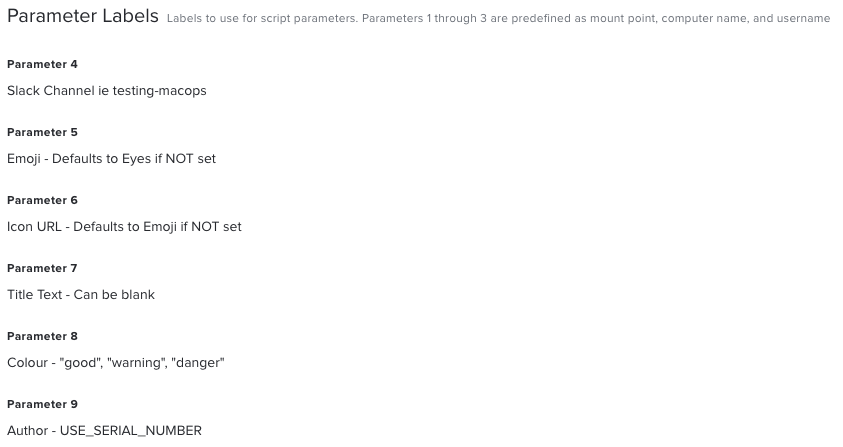 Parameter Labels Labels to use for script parameters. Parameters 1 through 3 are predefined as mount point, computer name, and username
Parameter 4
Slack Channel ie testing-macops
Parameter 5
Emoji - Defaults to Eyes if NOT set
Parameter 6
Icon URL - Defaults to Emoji if NOT set
Parameter 7
Title Text - Can be blank
Parameter 8
Colour - "good", "warning", "danger"
Parameter 9
Author - USE_SERIAL_NUMBER